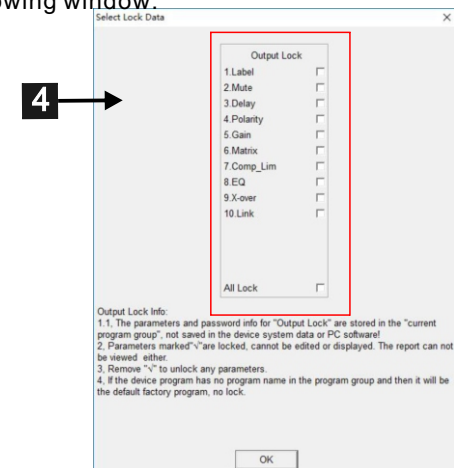 owing window:
Select Lock Data ×
Output Lock
1.Label
2.Mute
3.Delay
4.Polarity
5.Gain
6.Matrix
7.Comp_Lim
8.EQ
9.X-over
10.Link
All Lock
4
Output Lock Info:
1.1, The parameters and password info for "Output Lock" are stored in the "current
program group", not saved in the device system data or PC software!
2, Parameters marked"√"are locked, cannot be edited or displayed. The report can not
be viewed either.
3, Remove "√" to unlock any parameters.
4, If the device program has no program name in the program group and then it will be
the default factory program, no lock.
OK